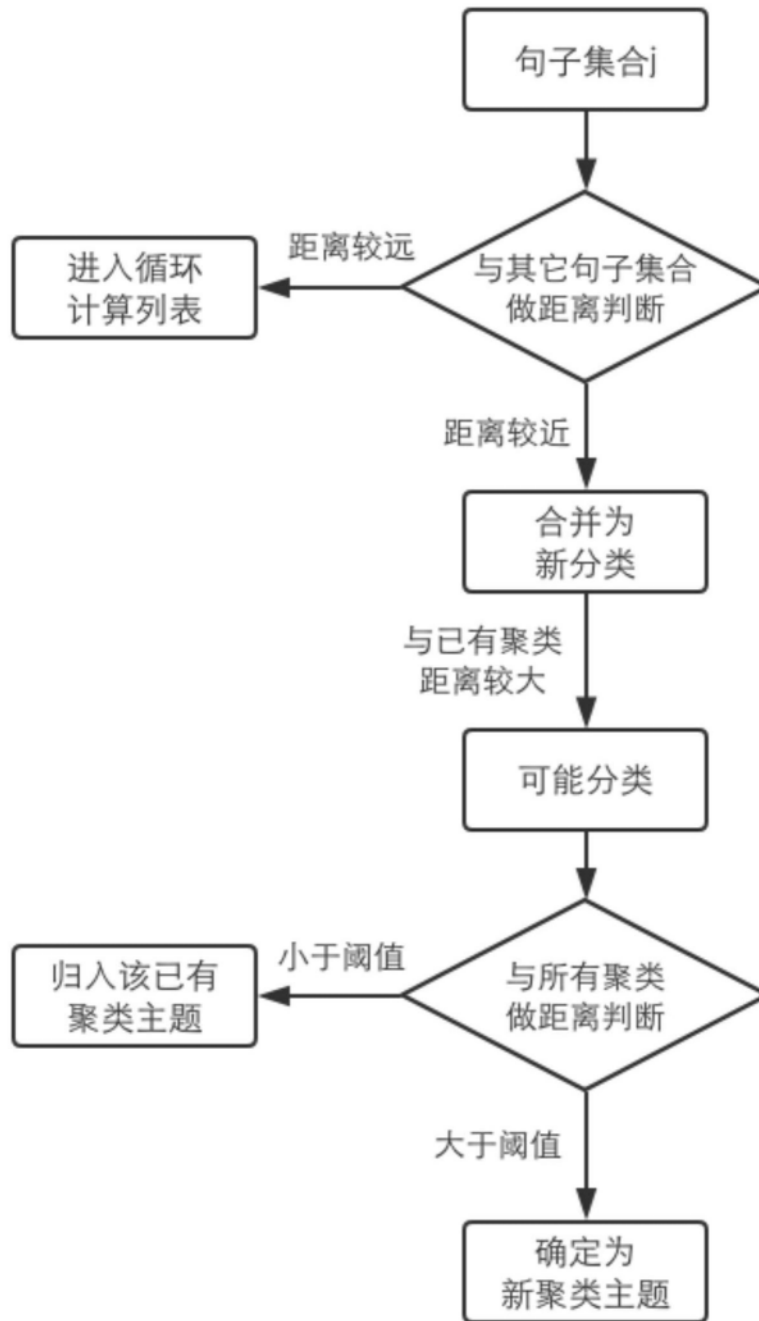 句子集合j
距离较远
与其它句子集合
做距离判断
进入循环
计算列表
距离较近
合并为
新分类
与已有聚类
距离较大
可能分类
小于阈值
与所有聚类
做距离判断
归入该已有
聚类主题
大于阈值
确定为
新聚类主题